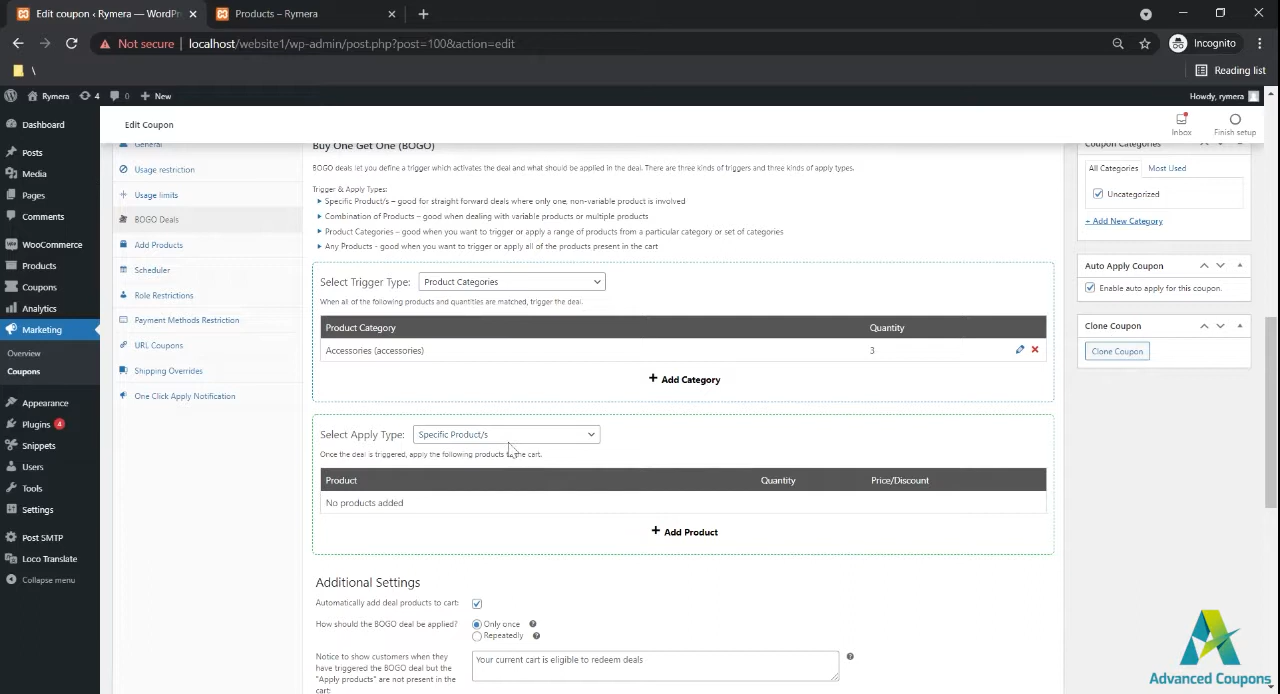 Edit coupon ‹ Rymera — WordPr
Products – Rymera
Not secure
localhost/website1/wp-admin/post.php?post=100&action=edit
Incognito
\
Reading list
Rymera
4
0
New
Howdy, rymera
Dashboard
Posts
Media
Pages
Comments
WooCommerce
Products
Coupons
Analytics
Marketing
Overview
Coupons
Appearance
Plugins 4
Snippets
Users
Tools
Settings
Post SMTP
Loco Translate
Collapse menu
Edit Coupon
Inbox
Finish setup
General
Usage restriction
Usage limits
BOGO Deals
Add Products
Scheduler
Role Restrictions
Payment Methods Restriction
URL Coupons
Shipping Overrides
One Click Apply Notification
Buy One Get One (BOGO)
BOGO deals let you define a trigger which activates the deal and what should be applied in the deal. There are three kinds of triggers and three kinds of apply types.
Trigger & Apply Types:
Specific Product/s – good for straight forward deals where only one, non-variable product is involved
Combination of Products – good when dealing with variable products or multiple products
Product Categories – good when you want to trigger or apply a range of products from a particular category or set of categories
Any Products - good when you want to trigger or apply all of the products present in the cart
Select Trigger Type: Product Categories
When all of the following products and quantities are matched, trigger the deal.
Product Category Quantity
Accessories (accessories) 3
+ Add Category
Select Apply Type: Specific Product/s
Once the deal is triggered, apply the following products to the cart.
Product Quantity Price/Discount
No products added
+ Add Product
Additional Settings
Automatically add deal products to cart:
How should the BOGO deal be applied? Only once
Repeatedly
Notice to show customers when they
have triggered the BOGO deal but the
"Apply products" are not present in the
cart:
Your current cart is eligible to redeem deals
Coupon Categories
All Categories Most Used
Uncategorized
+ Add New Category
Auto Apply Coupon
Enable auto apply for this coupon.
Clone Coupon
Clone Coupon
Advanced Coupons